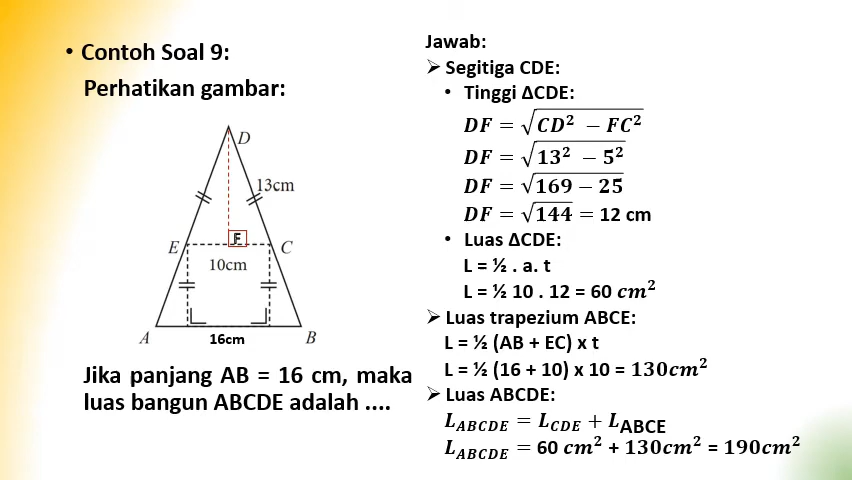 • Contoh Soal 9:
Perhatikan gambar:
D
13cm
E
F
C
10cm
A
16cm
B
Jika panjang AB = 16 cm, maka
luas bangun ABCDE adalah ....
Jawab:
➢ Segitiga CDE:
• Tinggi ∆CDE:
DF = √(CD² − FC²)
DF = √(13² − 5²)
DF = √(169 − 25)
DF = √144 = 12 cm
• Luas ∆CDE:
L = ½ . a. t
L = ½ 10 . 12 = 60 cm²
➢ Luas trapezium ABCE:
L = ½ (AB + EC) x t
L = ½ (16 + 10) x 10 = 130cm²
➢ Luas ABCDE:
L_ABCDE = L_CDE + L_ABCE
L_ABCDE = 60 cm² + 130cm² = 190cm²